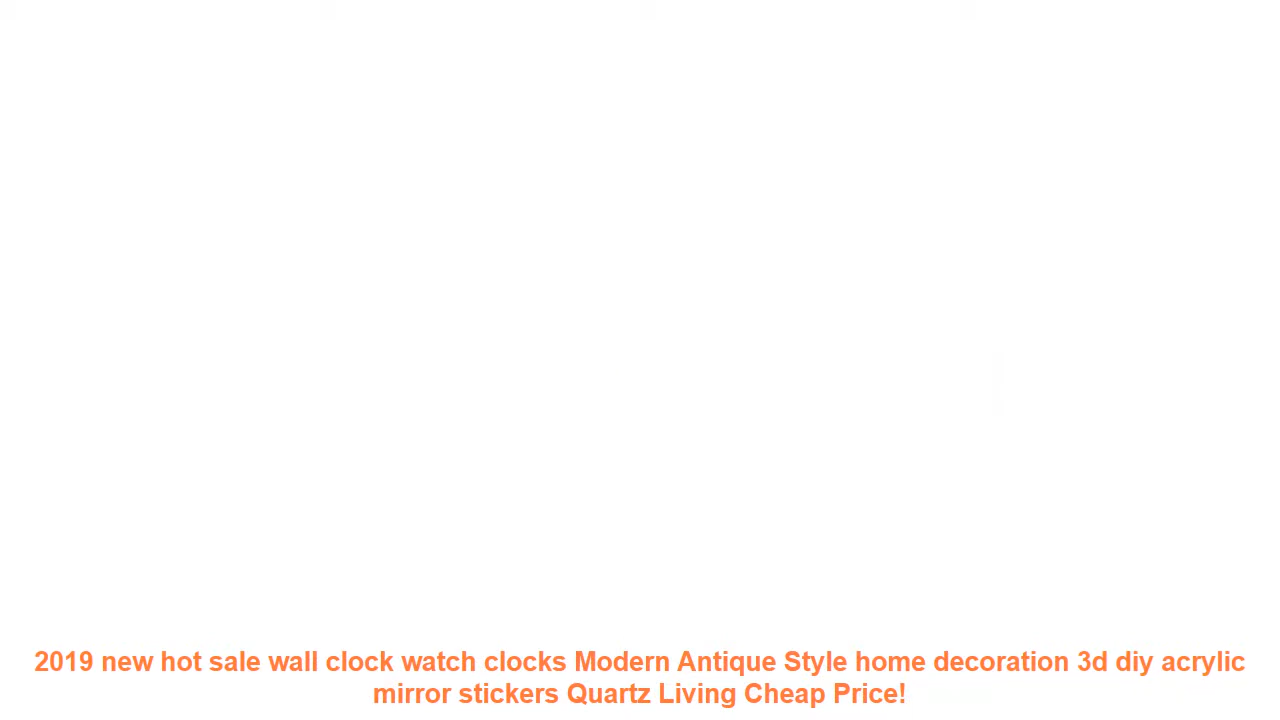 2019 new hot sale wall clock watch clocks Modern Antique Style home decoration 3d diy acrylic
mirror stickers Quartz Living Cheap Price!